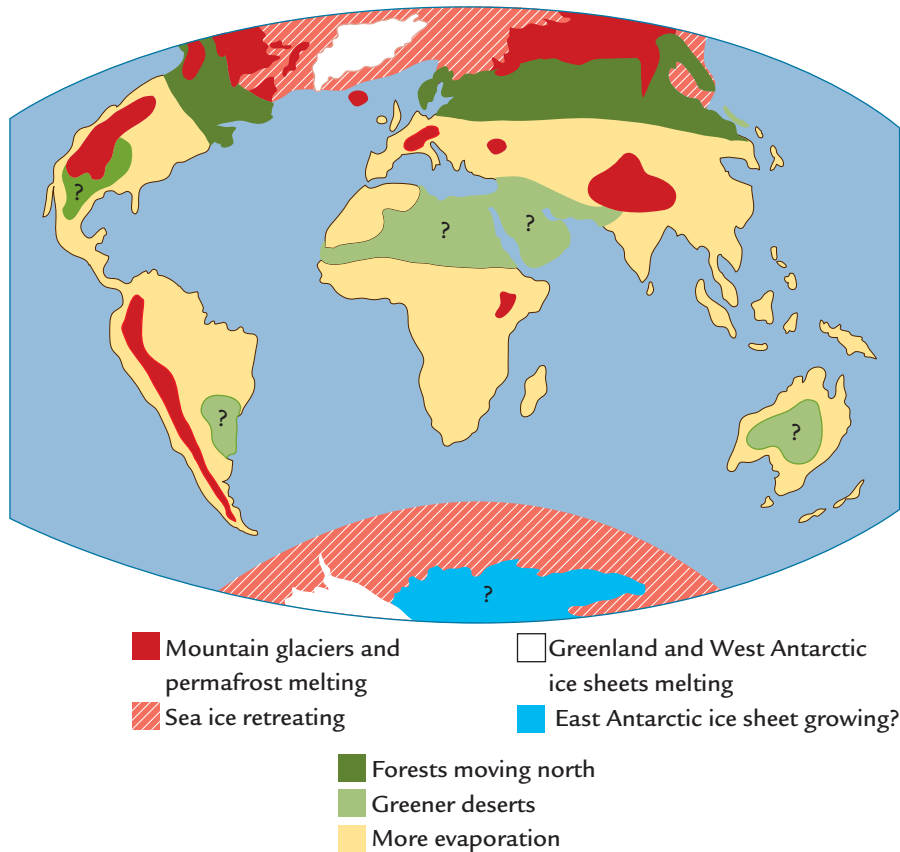 ?
?
?
?
?
?
Mountain glaciers and
permafrost melting
Sea ice retreating
Greenland and West Antarctic
ice sheets melting
East Antarctic ice sheet growing?
Forests moving north
Greener deserts
More evaporation